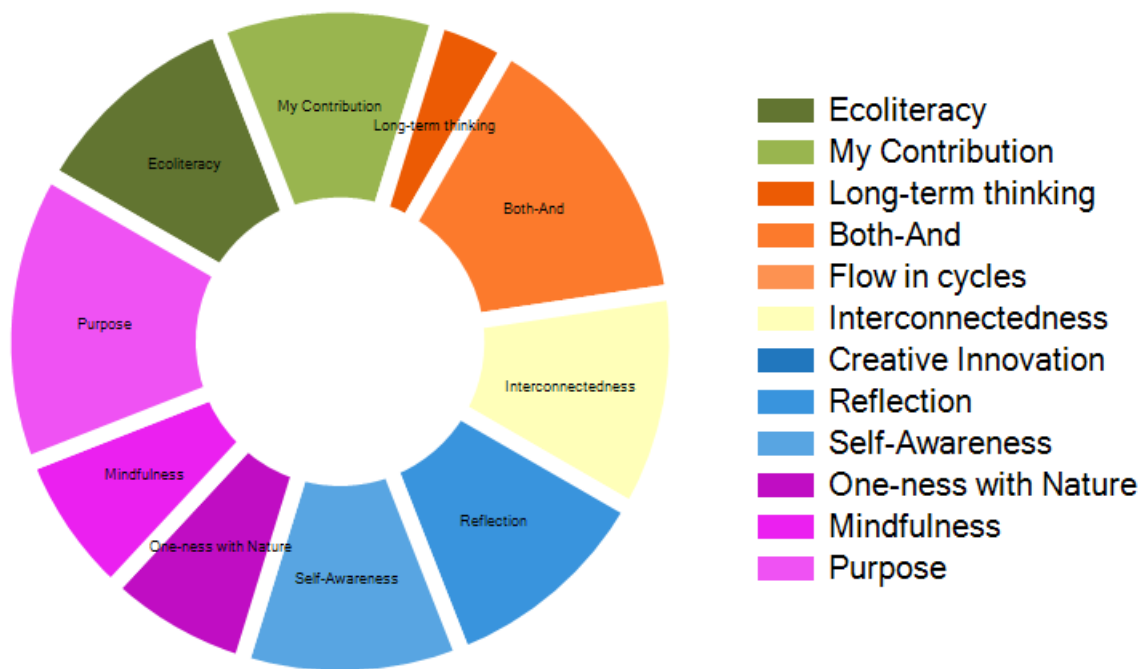 My Contribution
Long-term thinking
Ecoliteracy
Both-And
Purpose
Interconnectedness
Mindfulness
Reflection
One-ness with Nature
Self-Awareness
Ecoliteracy
My Contribution
Long-term thinking
Both-And
Flow in cycles
Interconnectedness
Creative Innovation
Reflection
Self-Awareness
One-ness with Nature
Mindfulness
Purpose